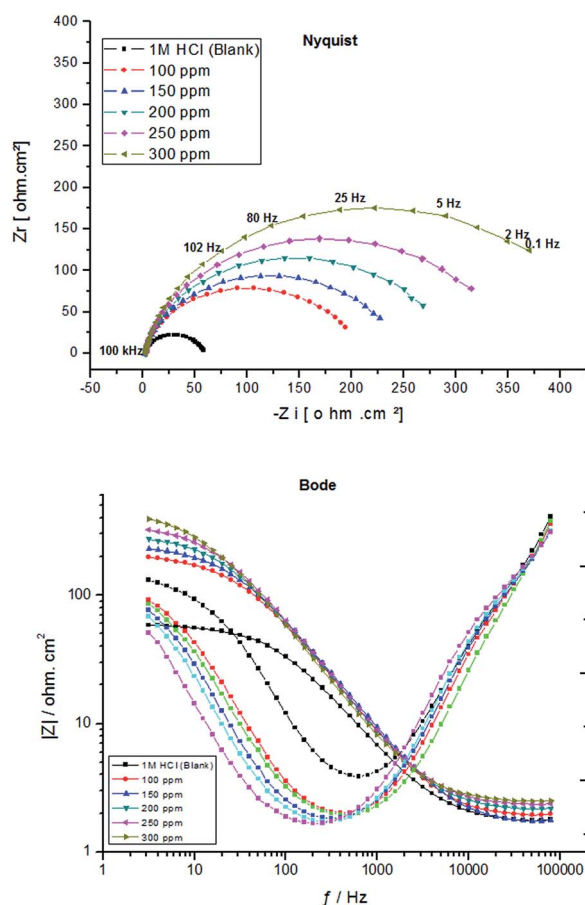 Nyquist
400
350
300
250
200
150
100
50
0
Zr [ ohm.cm²]
1M HCl (Blank)
100 ppm
150 ppm
200 ppm
250 ppm
300 ppm
25 Hz
80 Hz
5 Hz
102 Hz
2 Hz
0.1 Hz
100 kHz
-50 0 50 100 150 200 250 300 350 400
-Z i [ o hm .cm ²]
Bode
100
10
1
|Z| / ohm. cm²
1M HCl (Blank)
100 ppm
150 ppm
200 ppm
250 ppm
300 ppm
1 10 100 1000 10000 100000
f / Hz